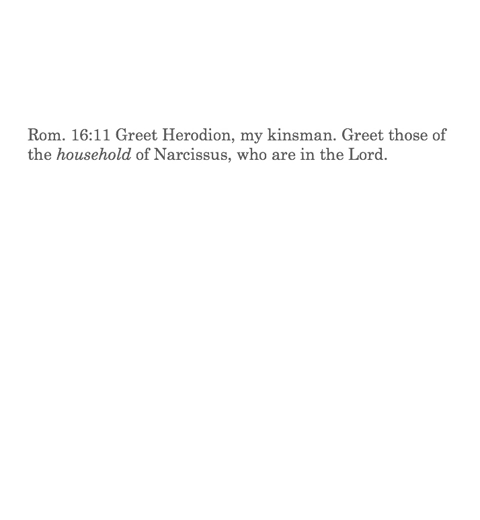 Rom. 16:11 Greet Herodion, my kinsman. Greet those of
the household of Narcissus, who are in the Lord.